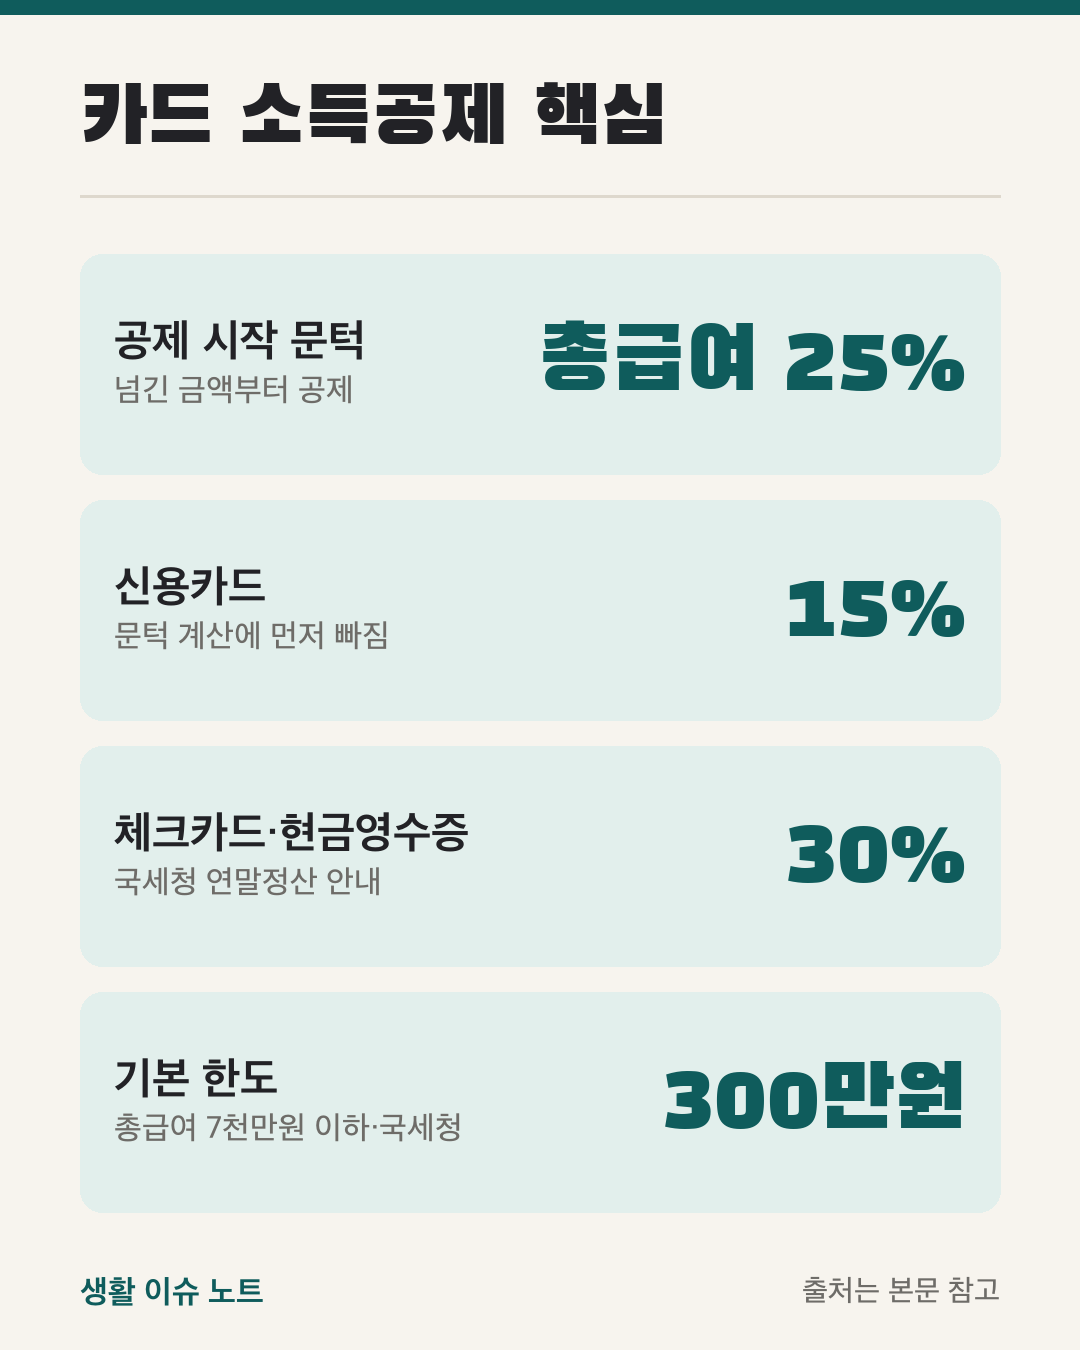 카드 소득공제 핵심
공제 시작 문턱
넘긴 금액부터 공제
총급여 25%
신용카드
문턱 계산에 먼저 빠짐
15%
체크카드·현금영수증
국세청 연말정산 안내
30%
기본 한도
총급여 7천만원 이하·국세청
300만원
생활 이슈 노트
출처는 본문 참고